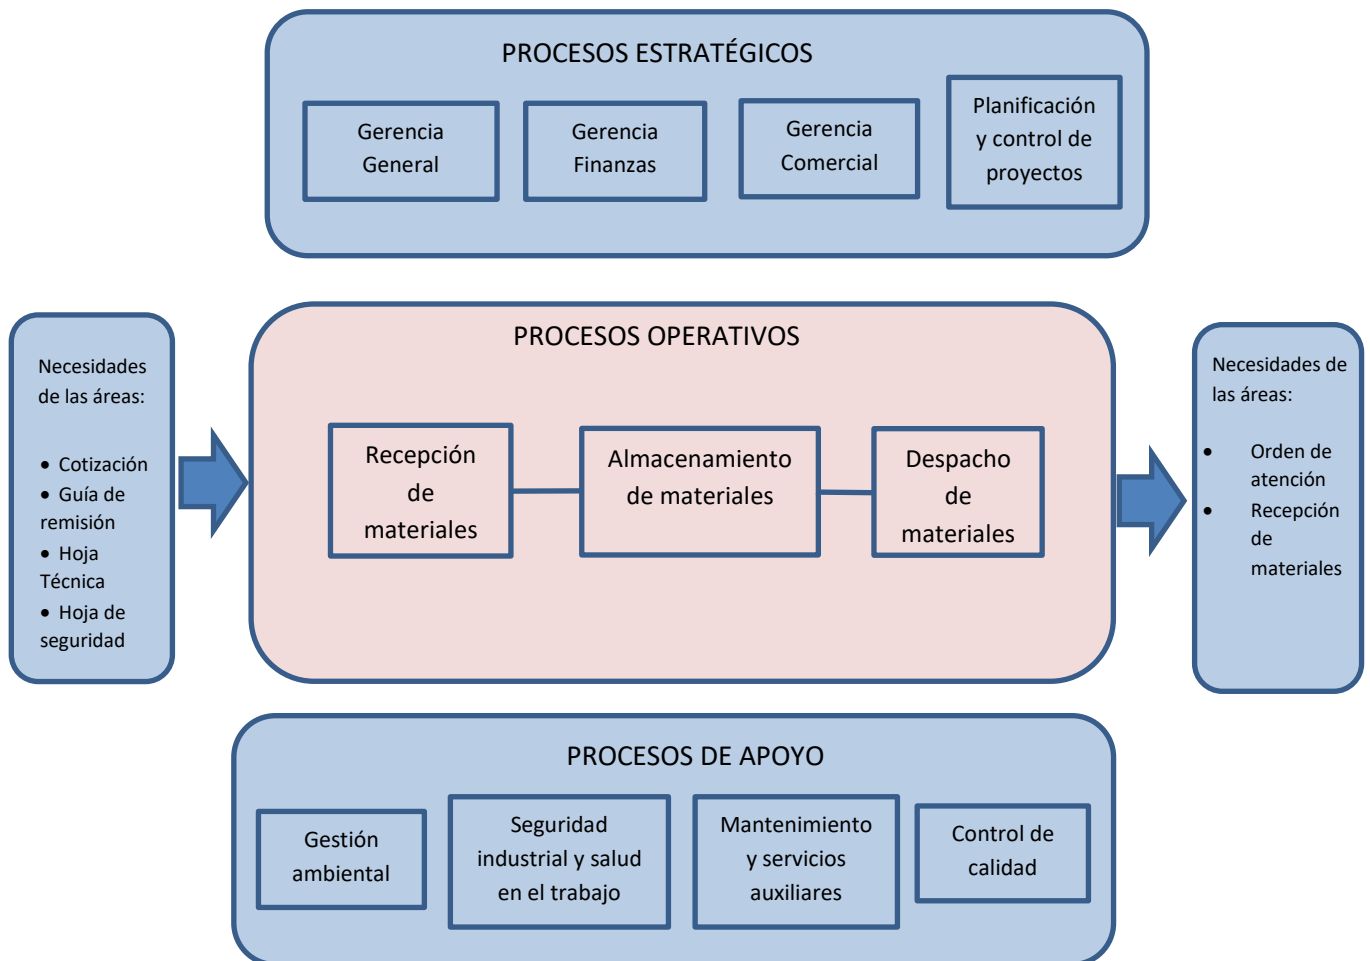 PROCESOS ESTRATÉGICOS
Gerencia
General
Gerencia
Finanzas
Gerencia
Comercial
Planificación
y control de
proyectos
Necesidades
de las áreas:
• Cotización
• Guía de
remisión
• Hoja
Técnica
• Hoja de
seguridad
PROCESOS OPERATIVOS
Recepción
de
materiales
Almacenamiento
de materiales
Despacho
de
materiales
Necesidades de
las áreas:
• Orden de
atención
• Recepción
de
materiales
PROCESOS DE APOYO
Gestión
ambiental
Seguridad
industrial y salud
en el trabajo
Mantenimiento
y servicios
auxiliares
Control de
calidad